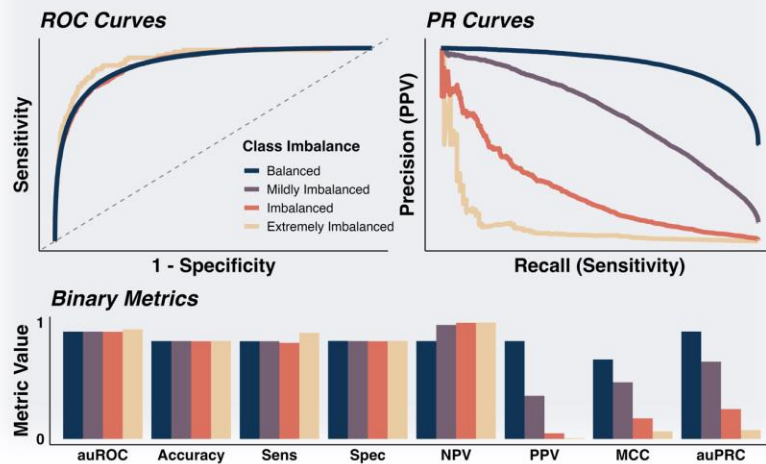 ROC Curves
PR Curves
Sensitivity
Class Imbalance
Balanced
Mildly Imbalanced
Imbalanced
Extremely Imbalanced
1 - Specificity
Precision (PPV)
Recall (Sensitivity)
Binary Metrics
Metric Value
1
0
auROC Accuracy Sens Spec NPV PPV MCC auPRC